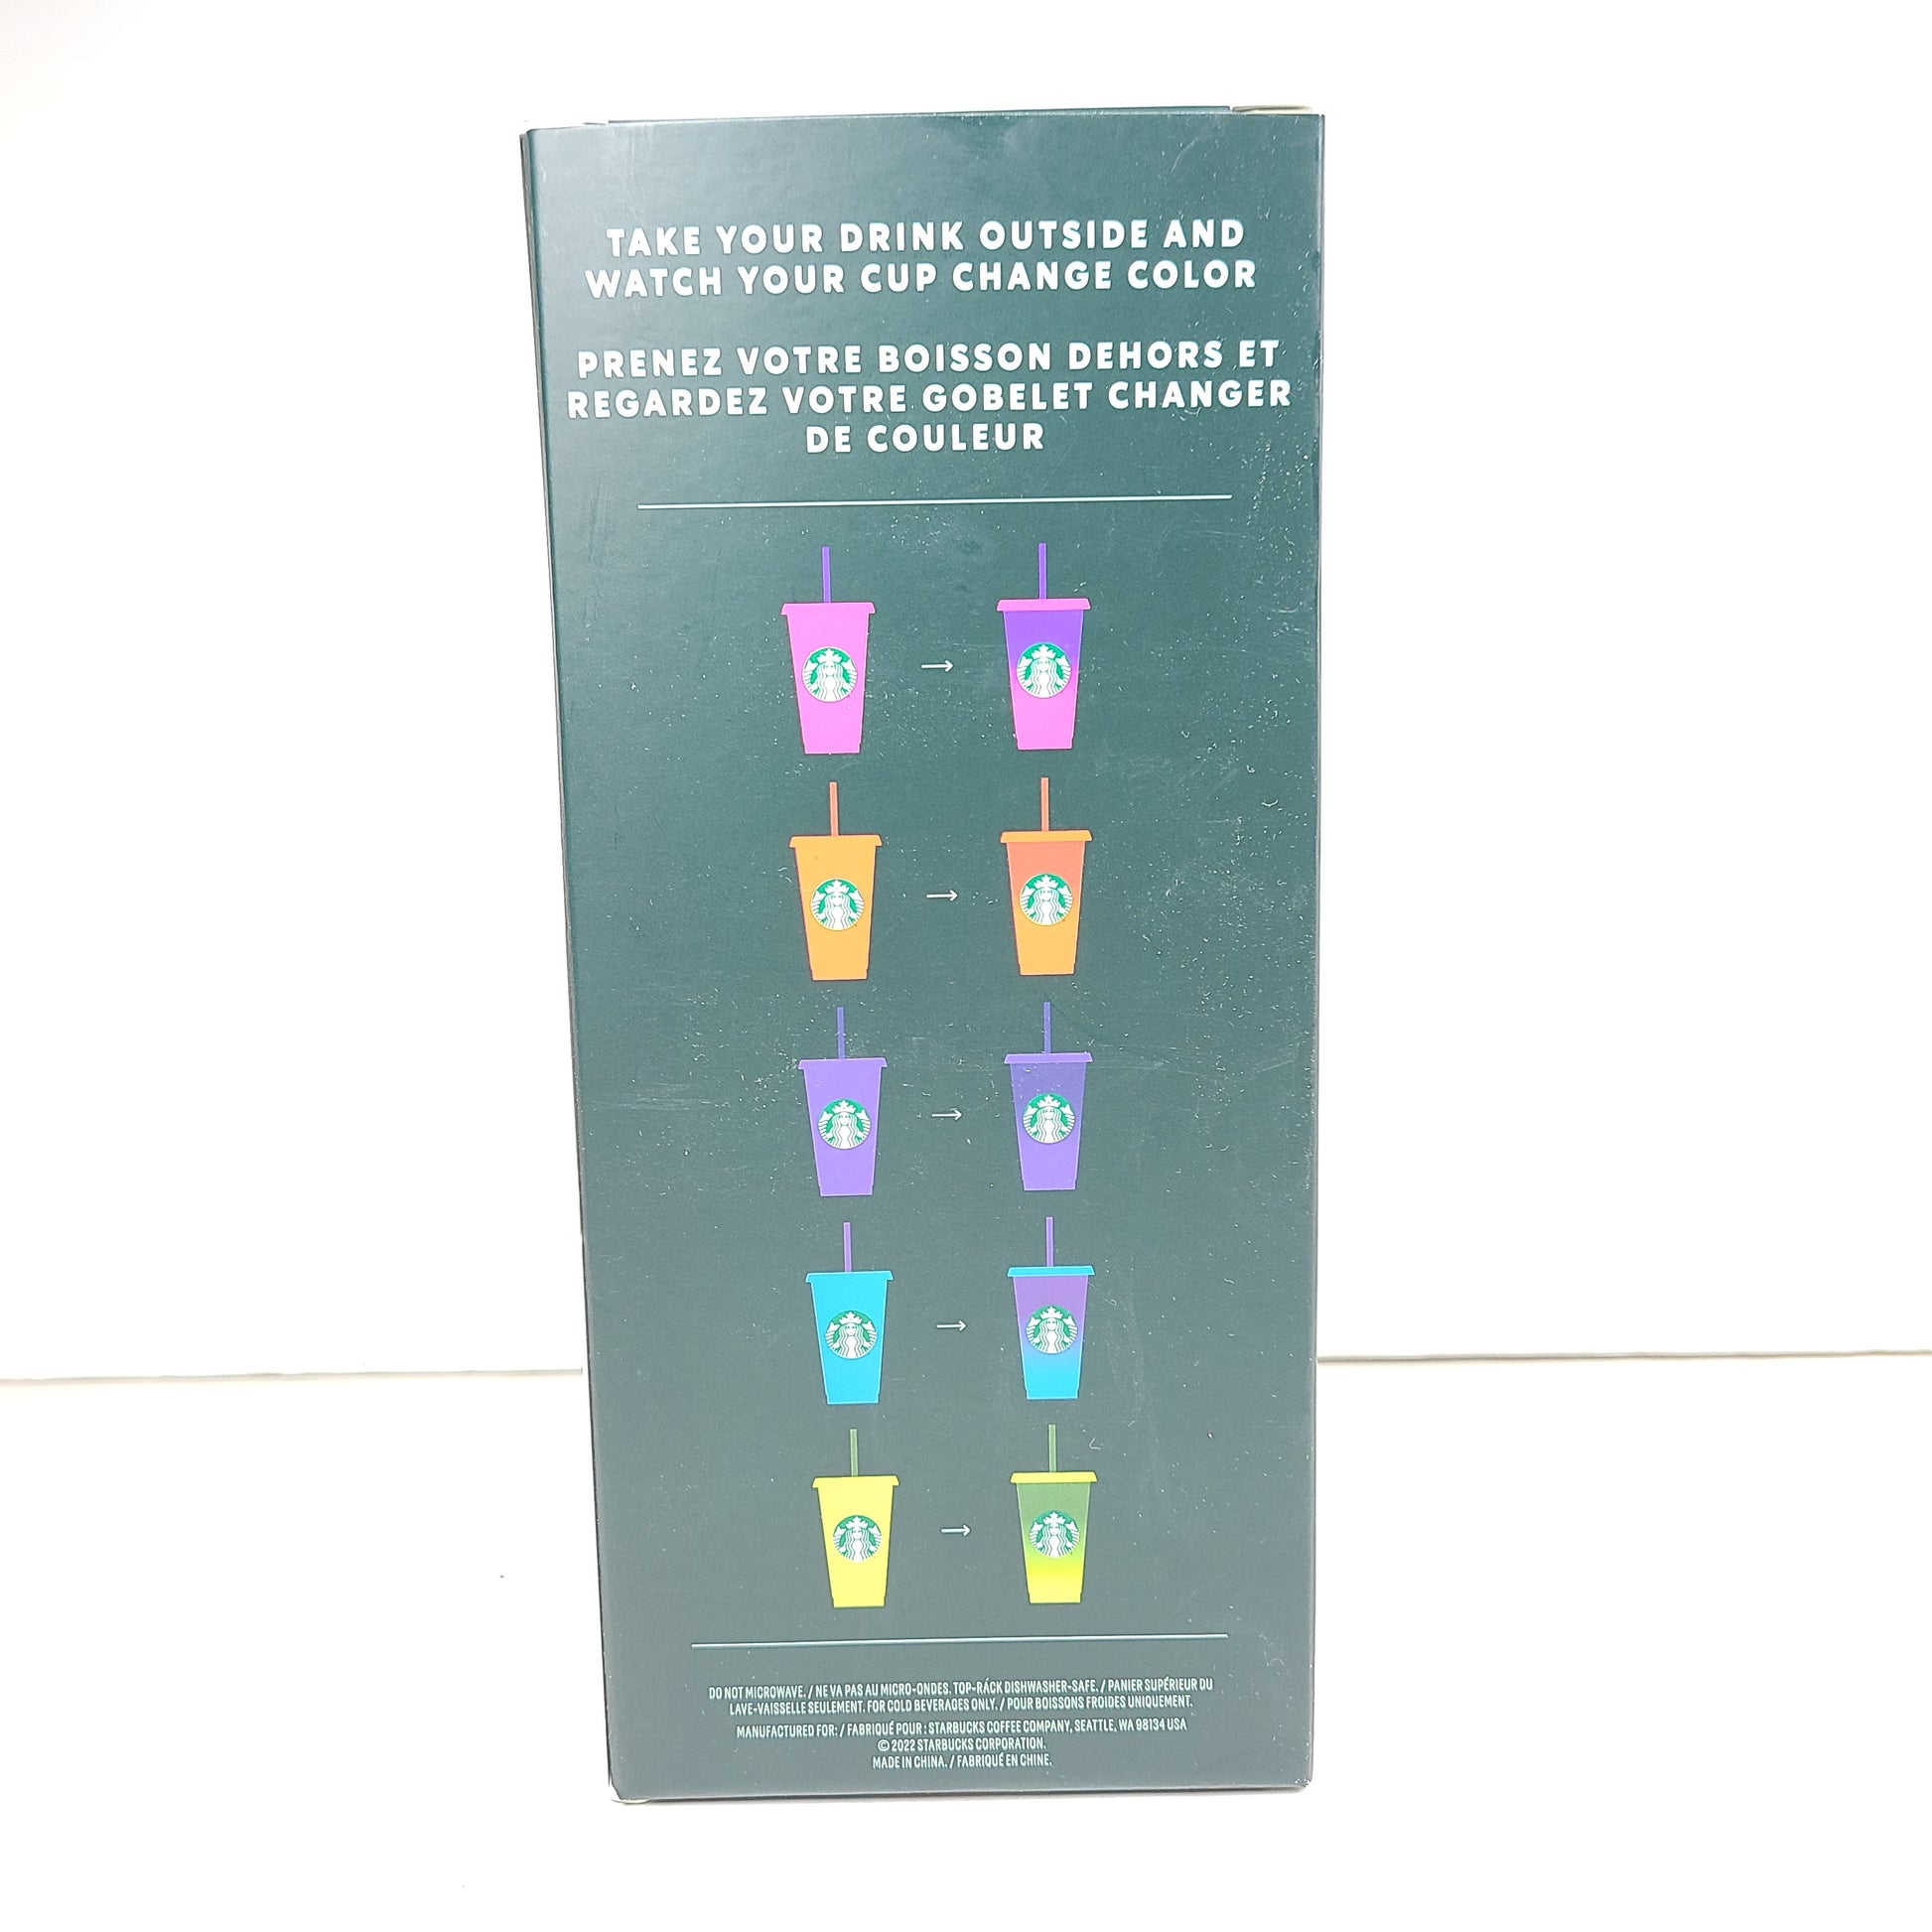 TAKE YOUR DRINK OUTSIDE AND
WATCH YOUR CUP CHANGE COLOR
PRENEZ VOTRE BOISSON DEHORS ET
REGARDEZ VOTRE GOBELET CHANGER
DE COULEUR
DO NOT MICROWAVE. / NE VA PAS AU MICRO-ONDES. TOP-RACK DISHWASHER-SAFE. / PANIER SUPÉRIEUR DU
LAVE-VAISSELLE SEULEMENT. FOR COLD BEVERAGES ONLY. / POUR BOISSONS FROIDES UNIQUEMENT.
MANUFACTURED FOR: / FABRIQUÉ POUR : STARBUCKS COFFEE COMPANY, SEATTLE, WA 98134 USA
© 2022 STARBUCKS CORPORATION.
MADE IN CHINA. / FABRIQUÉ EN CHINE.